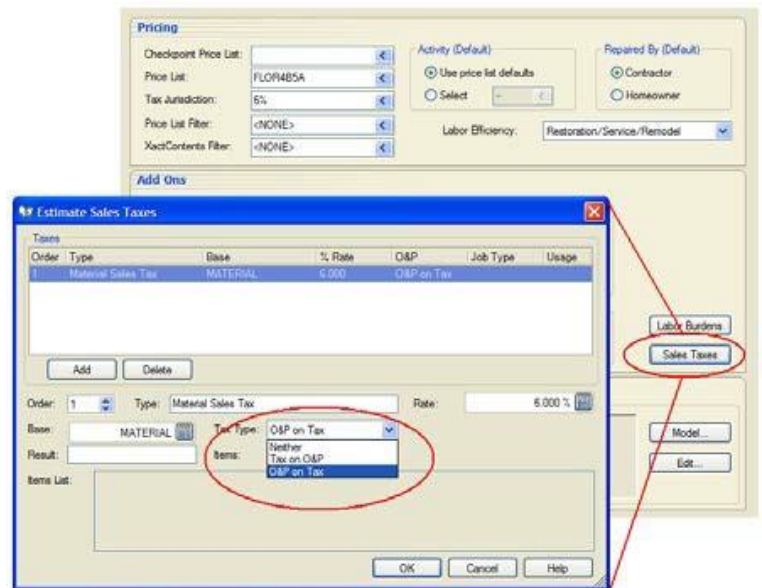 Pricing
Checkpoint Price List:
Activity (Default)
Repaired By (Default)
Price List: FLOR4B5A
Use price list defaults
Contractor
Tax Jurisdiction: 6%
Select
Homeowner
Price List Filter: <NONE>
Labor Efficiency: Restoration/Service/Remodel
XactContents Filter: <NONE>
Add Ons
Estimate Sales Taxes
Taxes
Order Type Base % Rate O&P Job Type Usage
1 Material Sales Tax MATERIAL 6.000 O&P on Tax
Labor Burdens
Sales Taxes
Add Delete
Order: 1 Type: Material Sales Tax Rate: 6.000 %
Base: MATERIAL Tax Type: O&P on Tax
Model...
Neither
Result: Items: Tax on O&P
O&P on Tax
Edit...
Items List:
OK Cancel Help